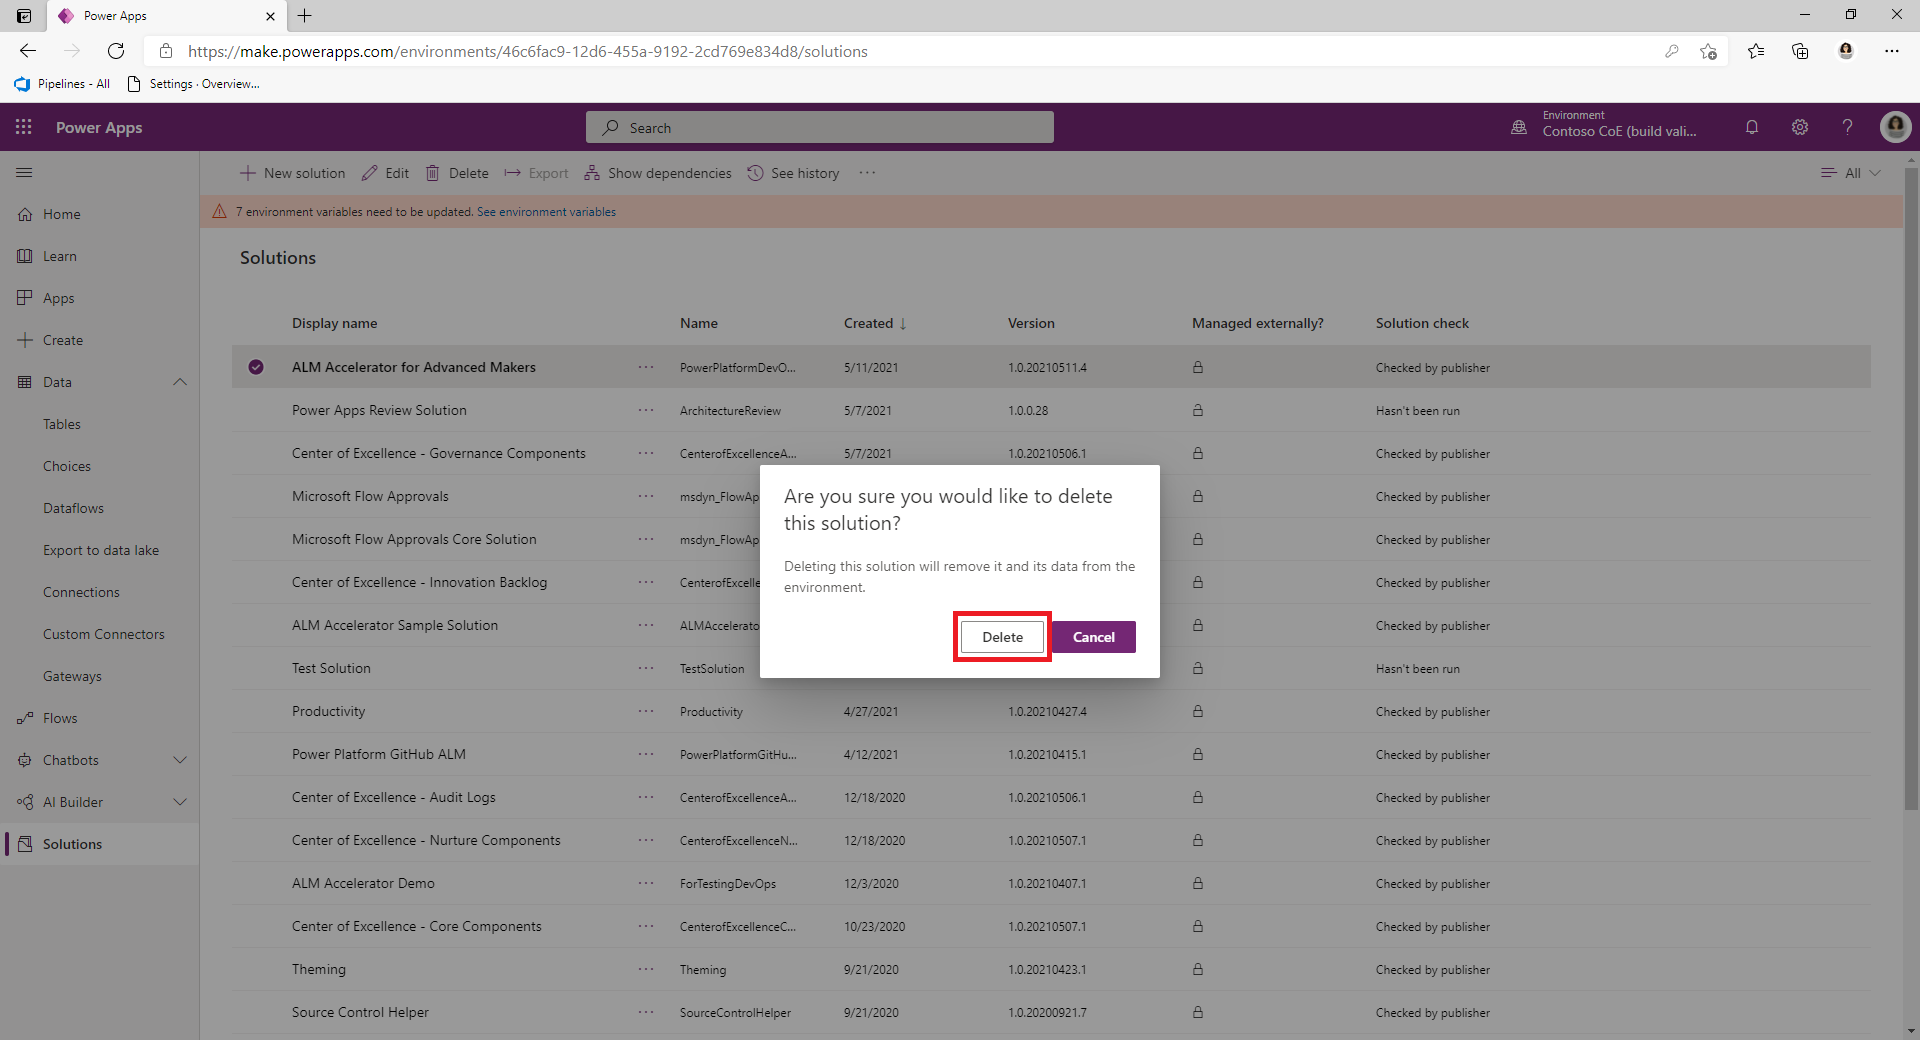 Power Apps
https://make.powerapps.com/environments/46c6fac9-12d6-455a-9192-2cd769e834d8/solutions
Pipelines - All
Settings · Overview...
Power Apps
Search
Environment
Contoso CoE (build vali...
New solution
Edit
Delete
Export
Show dependencies
See history
All
7 environment variables need to be updated. See environment variables
Home
Learn
Apps
Create
Data
Tables
Choices
Dataflows
Export to data lake
Connections
Custom Connectors
Gateways
Flows
Chatbots
AI Builder
Solutions
Solutions
Display name Name Created Version Managed externally? Solution check
ALM Accelerator for Advanced Makers PowerPlatformDevO... 5/11/2021 1.0.20210511.4 Checked by publisher
Power Apps Review Solution ArchitectureReview 5/7/2021 1.0.0.28 Hasn't been run
Center of Excellence - Governance Components CenterofExcellenceA... 5/7/2021 1.0.20210506.1 Checked by publisher
Microsoft Flow Approvals msdyn_FlowAp Checked by publisher
Microsoft Flow Approvals Core Solution msdyn_FlowAp Checked by publisher
Center of Excellence - Innovation Backlog CenterofExcelle Checked by publisher
ALM Accelerator Sample Solution ALMAccelerato Checked by publisher
Test Solution TestSolution Hasn't been run
Productivity Productivity 4/27/2021 1.0.20210427.4 Checked by publisher
Power Platform GitHub ALM PowerPlatformGitHu... 4/12/2021 1.0.20210415.1 Checked by publisher
Center of Excellence - Audit Logs CenterofExcellenceA... 12/18/2020 1.0.20210506.1 Checked by publisher
Center of Excellence - Nurture Components CenterofExcellenceN... 12/18/2020 1.0.20210507.1 Checked by publisher
ALM Accelerator Demo ForTestingDevOps 12/3/2020 1.0.20210407.1 Checked by publisher
Center of Excellence - Core Components CenterofExcellenceC... 10/23/2020 1.0.20210507.1 Checked by publisher
Theming Theming 9/21/2020 1.0.20210423.1 Checked by publisher
Source Control Helper SourceControlHelper 9/21/2020 1.0.20200921.7 Checked by publisher
Are you sure you would like to delete
this solution?
Deleting this solution will remove it and its data from the
environment.
Delete
Cancel